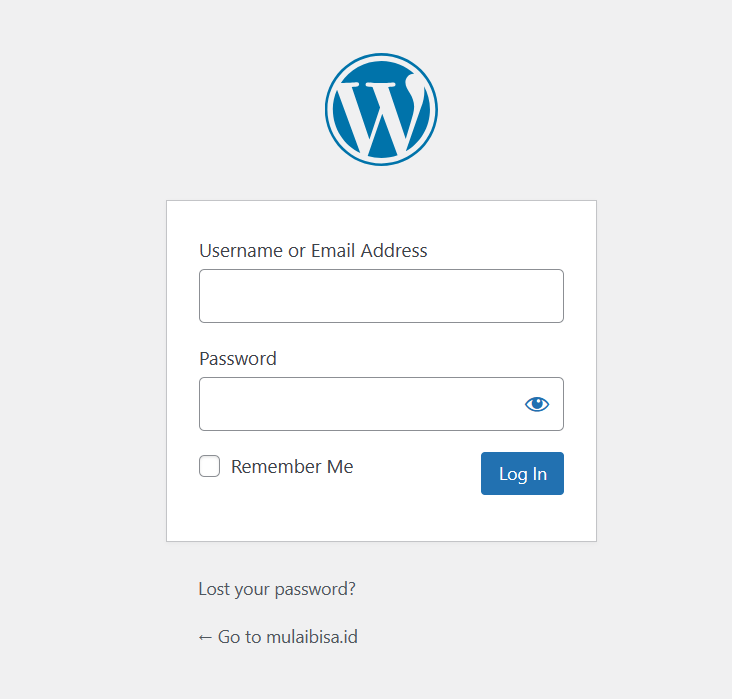 Username or Email Address
Password
Remember Me
Log In
Lost your password?
← Go to mulaibisa.id